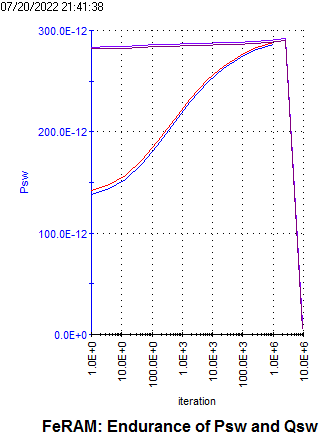 07/20/2022 21:41:38
300.0E-12
200.0E-12
100.0E-12
0.0E+0
Psw
1.0E+0
10.0E+0
100.0E+0
1.0E+3
10.0E+3
100.0E+3
1.0E+6
10.0E+6
iteration
FeRAM: Endurance of Psw and Qsw